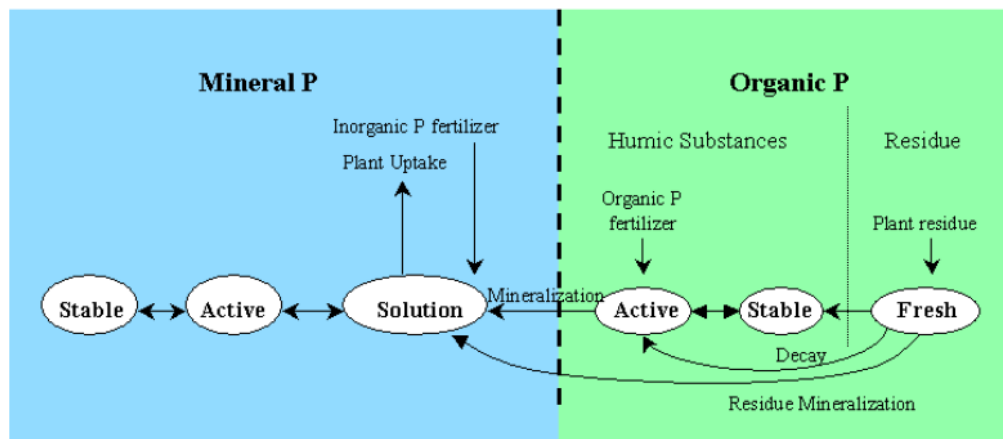 Mineral P
Organic P
Inorganic P fertilizer
Plant Uptake
Humic Substances
Residue
Organic P
fertilizer
Plant residue
Stable
Active
Solution
Mineralization
Active
Stable
Fresh
Decay
Residue Mineralization